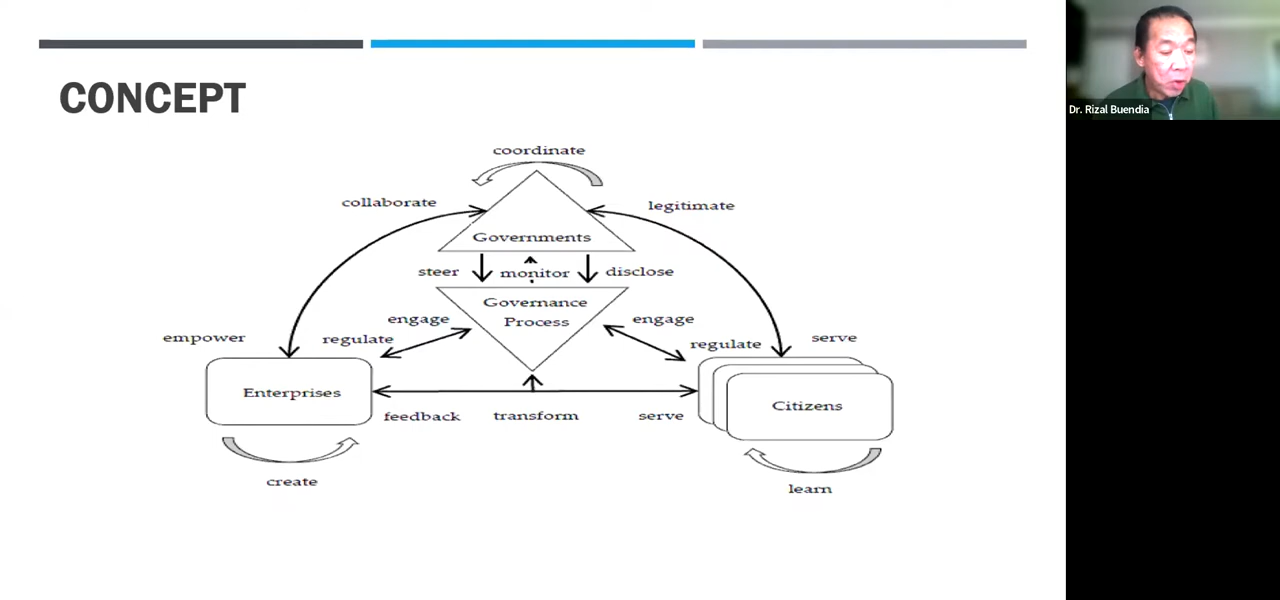 CONCEPT
Dr. Rizal Buendia
coordinate
collaborate
legitimate
Governments
steer
monitor
disclose
Governance
Process
engage
engage
empower
regulate
regulate
serve
Enterprises
Citizens
feedback
transform
serve
create
learn